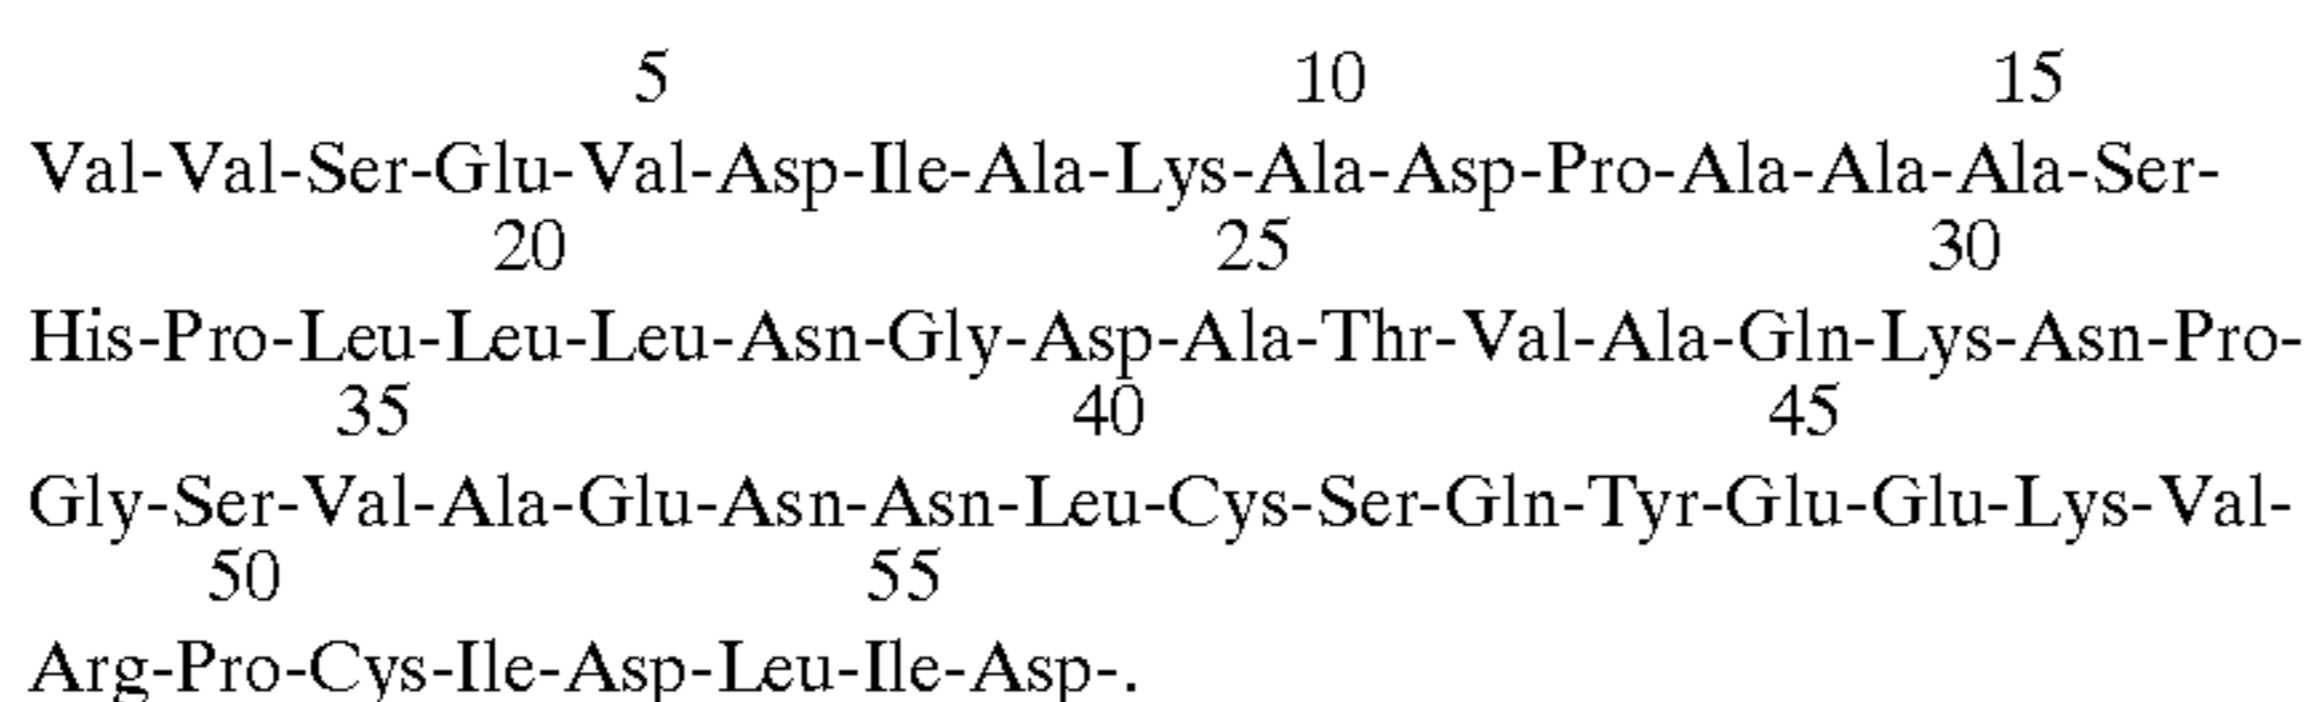 5 10 15
Val-Val-Ser-Glu-Val-Asp-Ile-Ala-Lys-Ala-Asp-Pro-Ala-Ala-Ala-Ser-
20 25 30
His-Pro-Leu-Leu-Leu-Asn-Gly-Asp-Ala-Thr-Val-Ala-Gln-Lys-Asn-Pro-
35 40 45
Gly-Ser-Val-Ala-Glu-Asn-Asn-Leu-Cys-Ser-Gln-Tyr-Glu-Glu-Lys-Val-
50 55
Arg-Pro-Cys-Ile-Asp-Leu-Ile-Asp-.